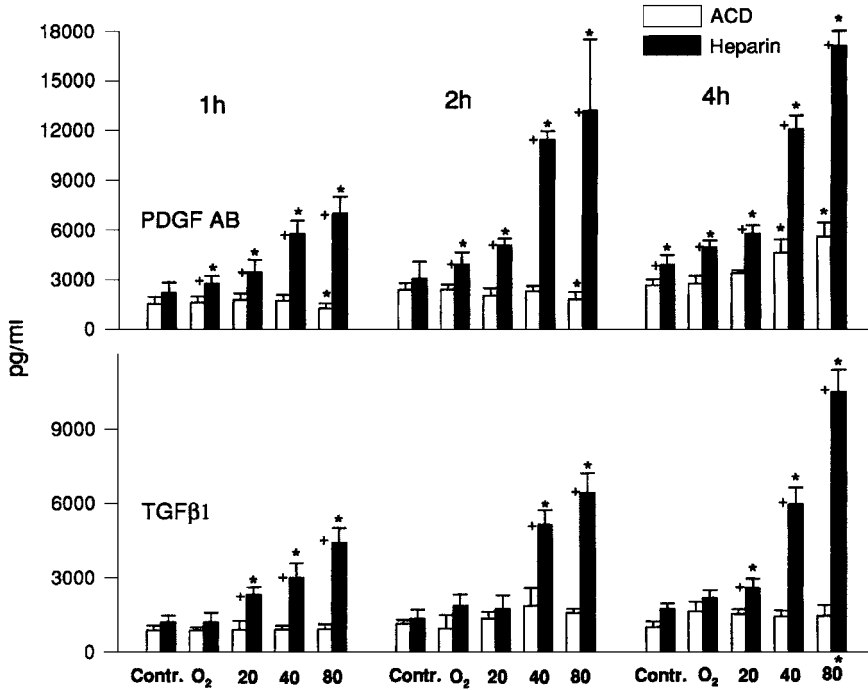 ACD
Heparin
18000
15000
12000
9000
6000
3000
0
1h
2h
4h
PDGF AB
+ * + * + * + * + *
* 
+ * + * + * + *
*
+ * + * + * + * + *
* *
pg/ml
9000
6000
3000
0
TGFβ1
+ * + * + *
+ * + *
+ * + * + *
Contr. O₂ 20 40 80
Contr. O₂ 20 40 80
Contr. O₂ 20 40 80
*